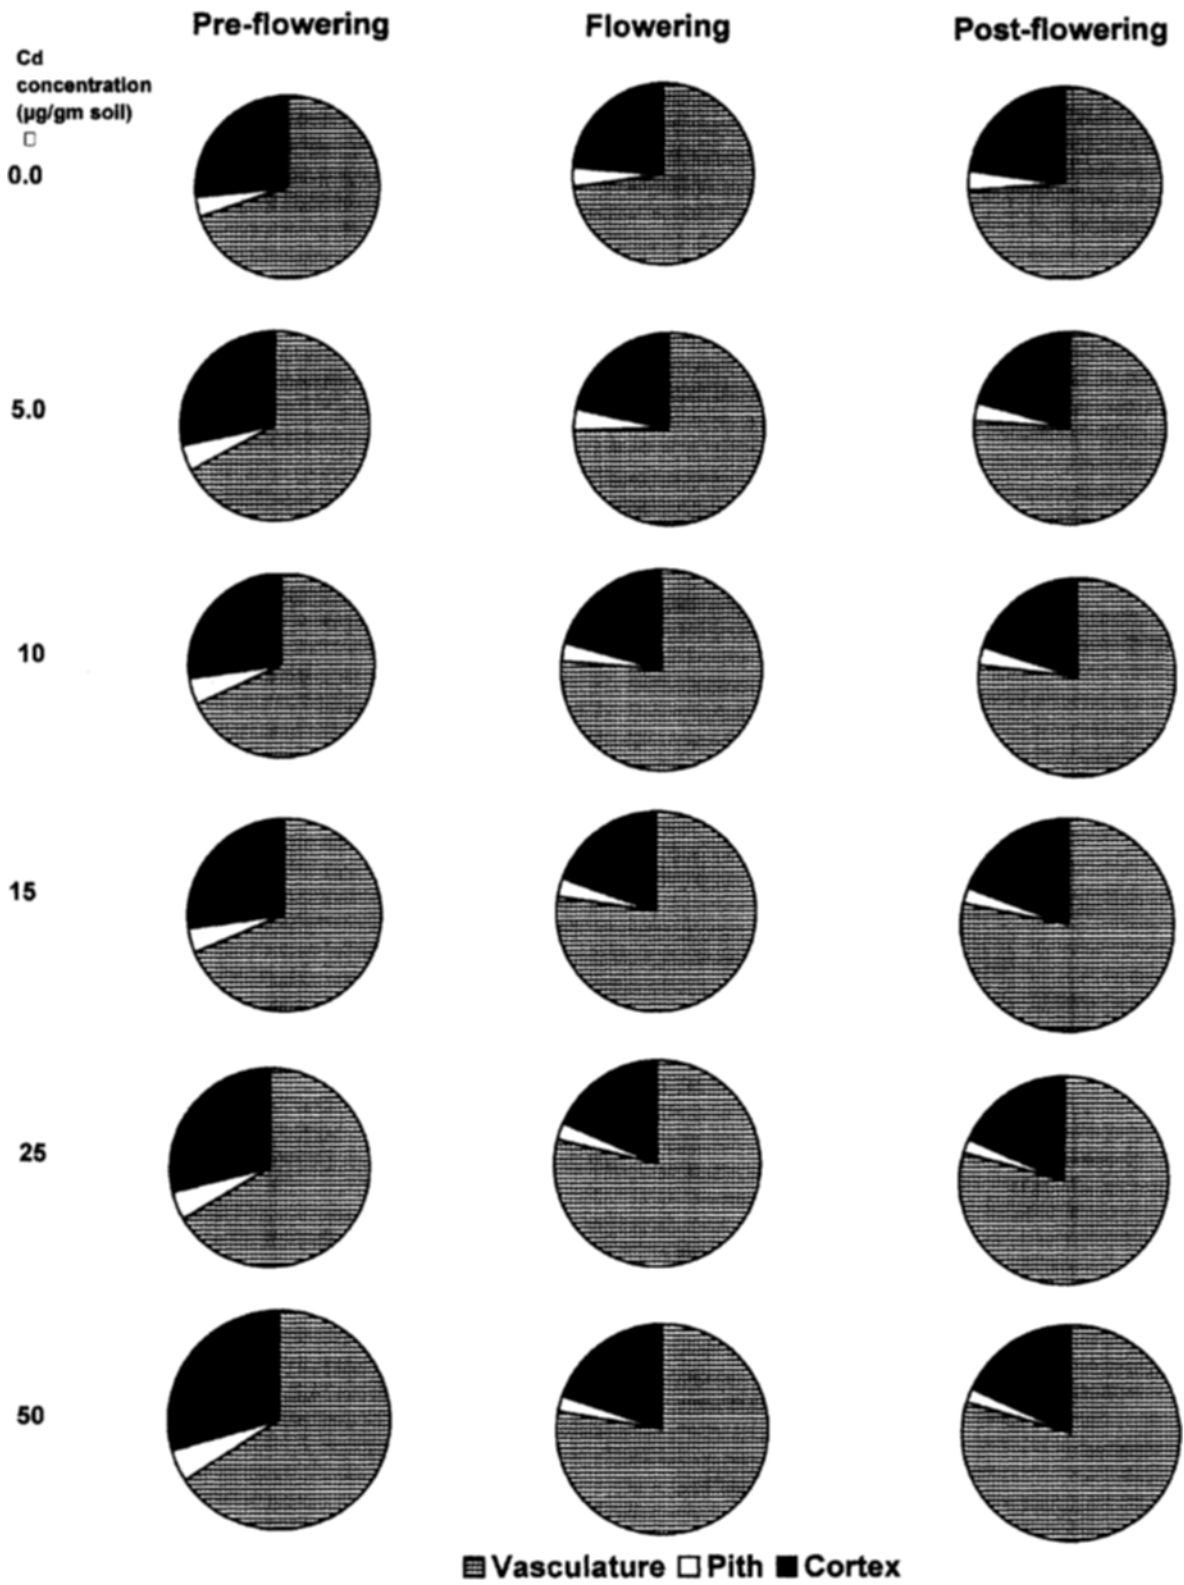 Pre-flowering Flowering Post-flowering
Cd
concentration
(µg/gm soil)
0.0
5.0
10
15
25
50
Vasculature Pith Cortex